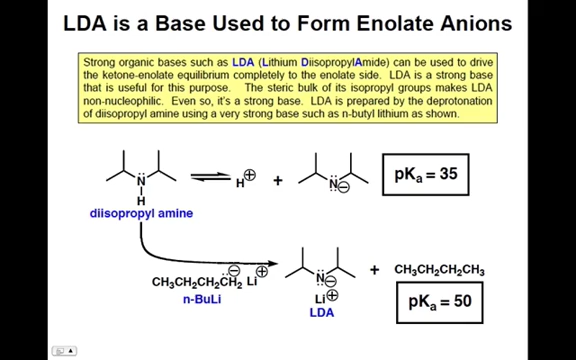 LDA is a Base Used to Form Enolate Anions
Strong organic bases such as LDA (Lithium DiisopropylAmide) can be used to drive
the ketone-enolate equilibrium completely to the enolate side. LDA is a strong base
that is useful for this purpose. The steric bulk of its isopropyl groups makes LDA
non-nucleophilic. Even so, it's a strong base. LDA is prepared by the deprotonation
of diisopropyl amine using a very strong base such as n-butyl lithium as shown.
N
H
H⊕ + N⊖
pKa = 35
diisopropyl amine
CH₃CH₂CH₂CH₂⊖ Li⊕
n-BuLi
N⊖
Li⊕
LDA
+ CH₃CH₂CH₂CH₃
pKa = 50